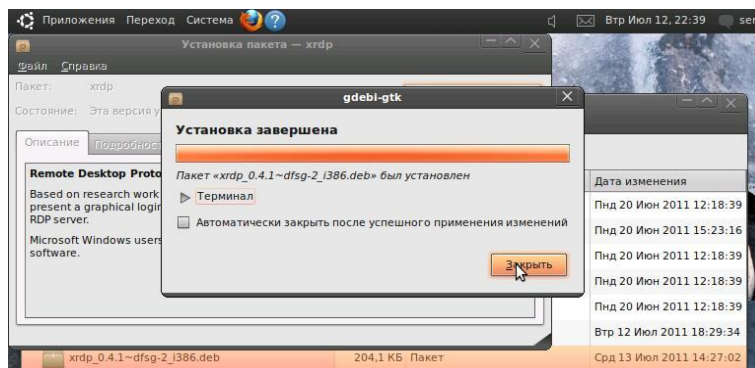 Приложения Переход Система
Втр Июл 12, 22:39
Установка пакета — xrdp
Файл Справка
Пакет: xrdp
Состояние: Эта версия
gdebi-gtk
Установка завершена
Пакет «xrdp_0.4.1~dfsg-2_i386.deb» был установлен
Терминал
Автоматически закрыть после успешного применения изменений
Закрыть
Описание
Remote Desktop Proto
Based on research work
present a graphical login
RDP server.
Microsoft Windows users
software.
Дата изменения
Пнд 20 Июн 2011 12:18:39
Пнд 20 Июн 2011 15:23:16
Пнд 20 Июн 2011 12:18:39
Пнд 20 Июн 2011 12:18:39
Пнд 20 Июн 2011 12:18:39
Втр 12 Июл 2011 18:29:34
xrdp_0.4.1~dfsg-2_i386.deb 204,1 КБ Пакет Срд 13 Июл 2011 14:27:02